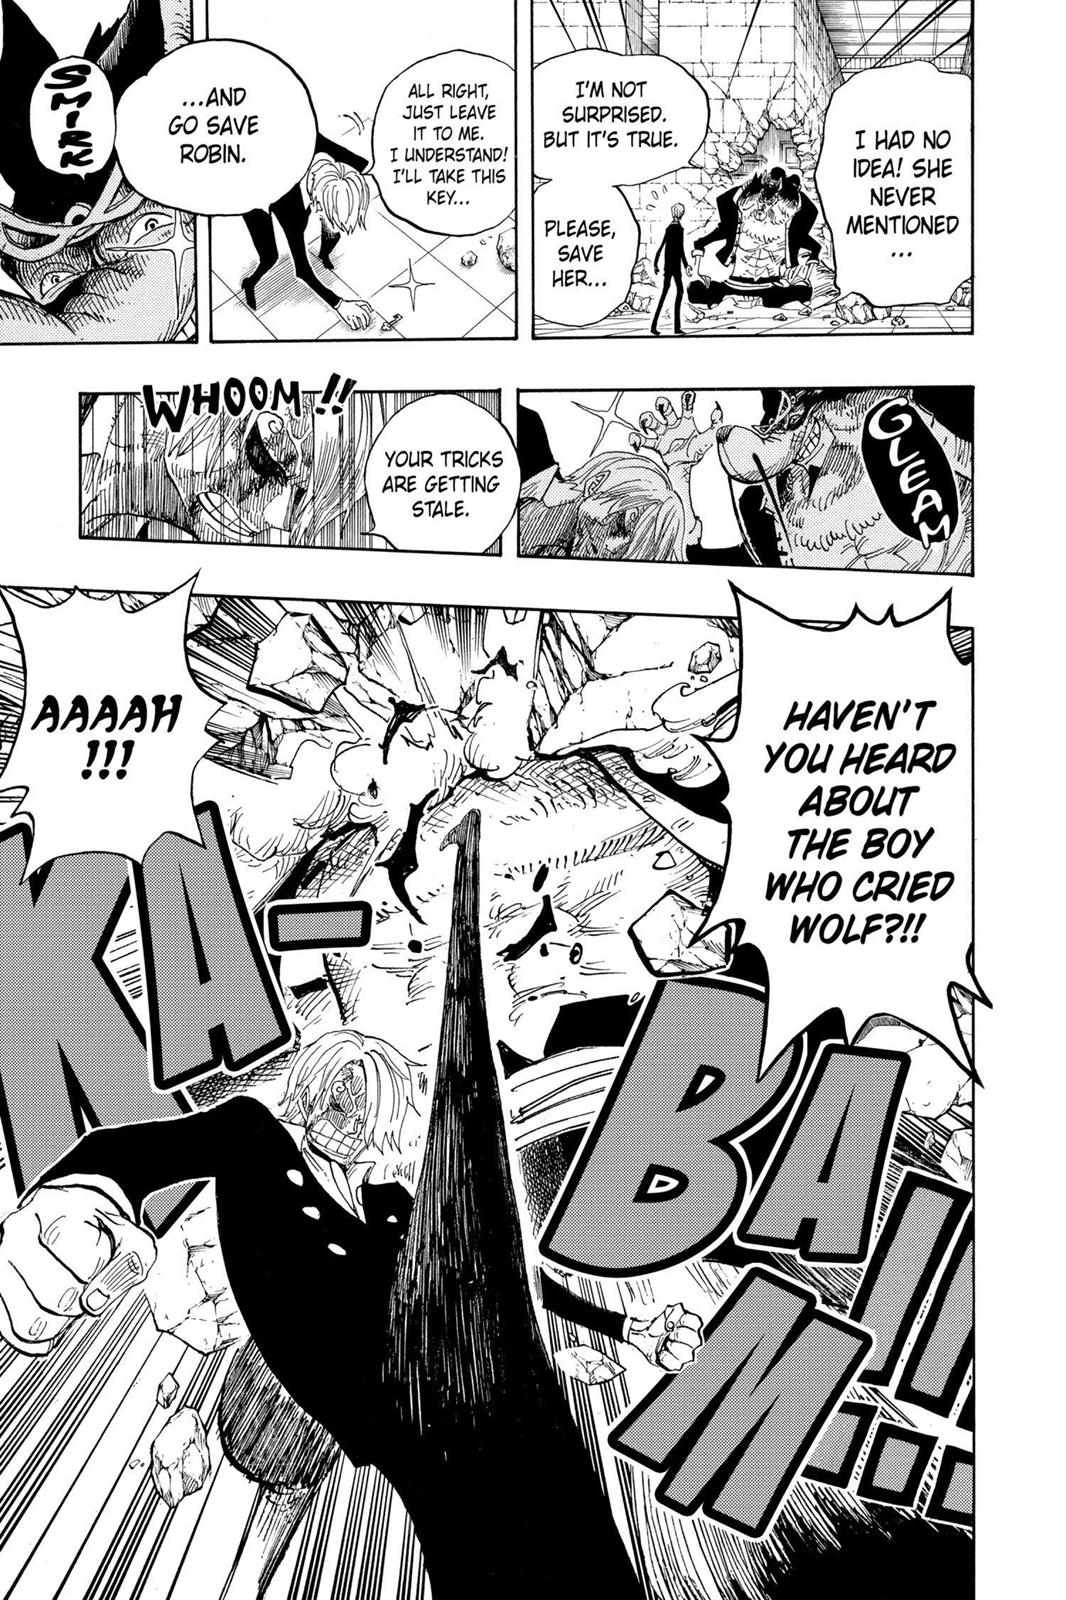 I HAD NO
IDEA! SHE
NEVER
MENTIONED
...
I'M NOT
SURPRISED.
BUT IT'S TRUE.
PLEASE,
SAVE
HER...
ALL RIGHT,
JUST LEAVE
IT TO ME.
I UNDERSTAND!
I'LL TAKE THIS
KEY...
...AND
GO SAVE
ROBIN.
SMIRK
GLEAM
YOUR TRICKS
ARE GETTING
STALE.
WHOOM!!
HAVEN'T
YOU HEARD
ABOUT
THE BOY
WHO CRIED
WOLF?!!
AAAAH
!!!
KA-
BAIIM!!!